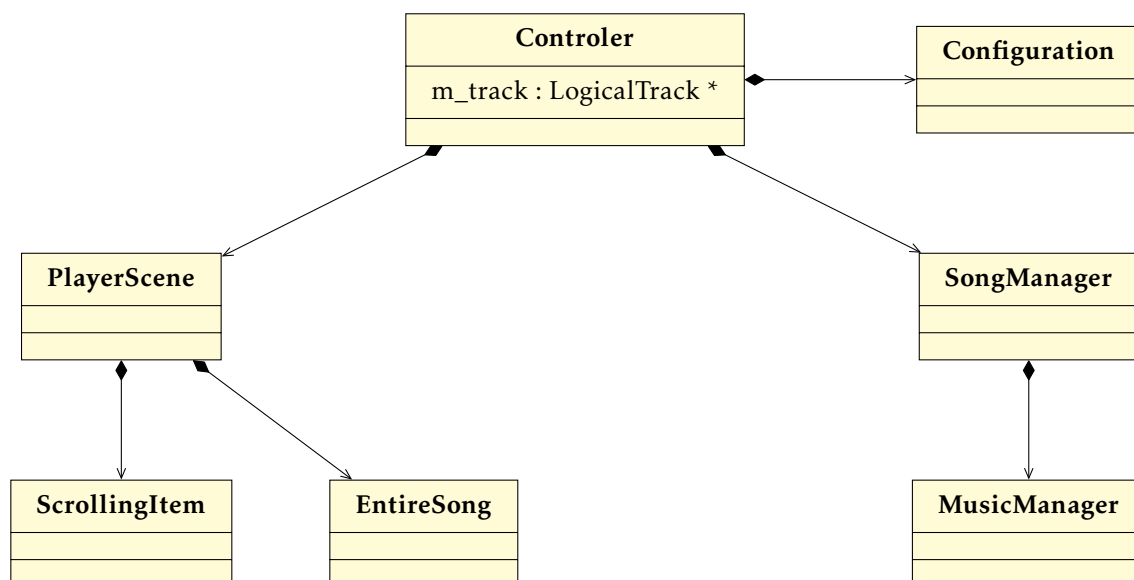 Controler
m_track : LogicalTrack *
Configuration
PlayerScene
SongManager
ScrollingItem
EntireSong
MusicManager